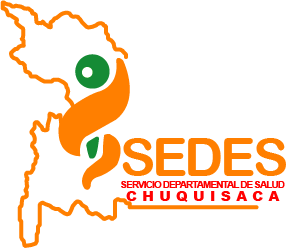 SEDES
SERVICIO DEPARTAMENTAL DE SALUD
CHUQUISACA